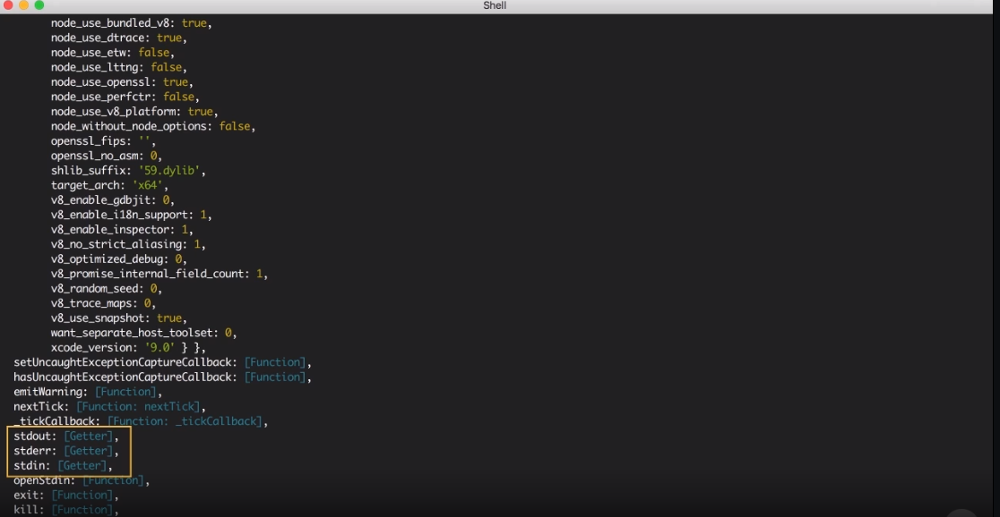 Shell
node_use_bundled_v8: true,
node_use_dtrace: true,
node_use_etw: false,
node_use_lttng: false,
node_use_openssl: true,
node_use_perfctr: false,
node_use_v8_platform: true,
node_without_node_options: false,
openssl_fips: '',
openssl_no_asm: 0,
shlib_suffix: '59.dylib',
target_arch: 'x64',
v8_enable_gdbjit: 0,
v8_enable_i18n_support: 1,
v8_enable_inspector: 1,
v8_no_strict_aliasing: 1,
v8_optimized_debug: 0,
v8_promise_internal_field_count: 1,
v8_random_seed: 0,
v8_trace_maps: 0,
v8_use_snapshot: true,
want_separate_host_toolset: 0,
xcode_version: '9.0' } },
setUncaughtExceptionCaptureCallback: [Function],
hasUncaughtExceptionCaptureCallback: [Function],
emitWarning: [Function],
nextTick: [Function: nextTick],
_tickCallback: [Function: _tickCallback],
stdout: [Getter],
stderr: [Getter],
stdin: [Getter],
openStdin: [Function],
exit: [Function],
kill: [Function],